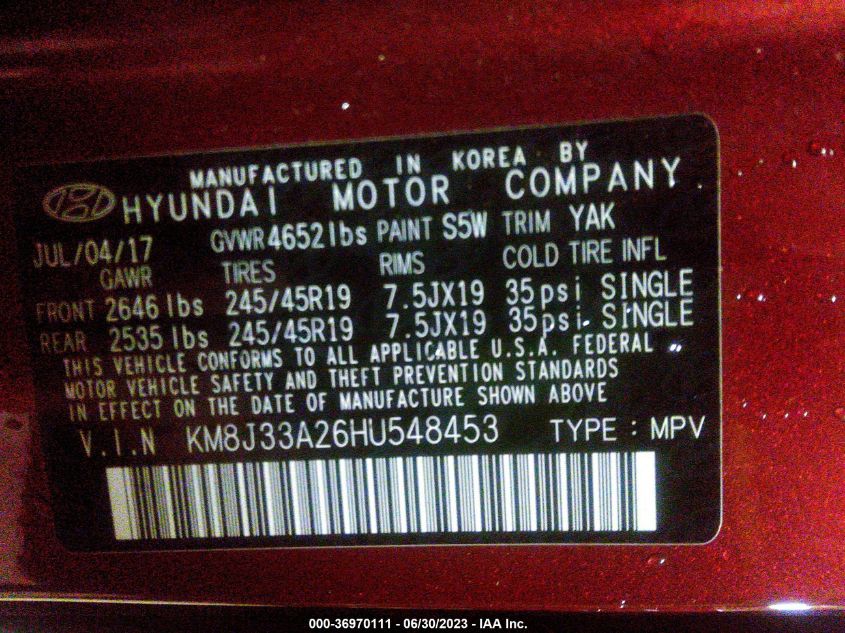 MANUFACTURED IN KOREA BY
HYUNDAI MOTOR COMPANY
JUL/04/17 GVWR 4652lbs PAINT S5W TRIM YAK
GAWR TIRES RIMS COLD TIRE INFL
FRONT 2646 lbs 245/45R19 7.5JX19 35psi SINGLE
REAR 2535 lbs 245/45R19 7.5JX19 35psi. SINGLE
THIS VEHICLE CONFORMS TO ALL APPLICABLE U.S.A. FEDERAL
MOTOR VEHICLE SAFETY AND THEFT PREVENTION STANDARDS
IN EFFECT ON THE DATE OF MANUFACTURE SHOWN ABOVE
V.I.N KM8J33A26HU548453 TYPE : MPV
000-36970111 - 06/30/2023 - IAA Inc.